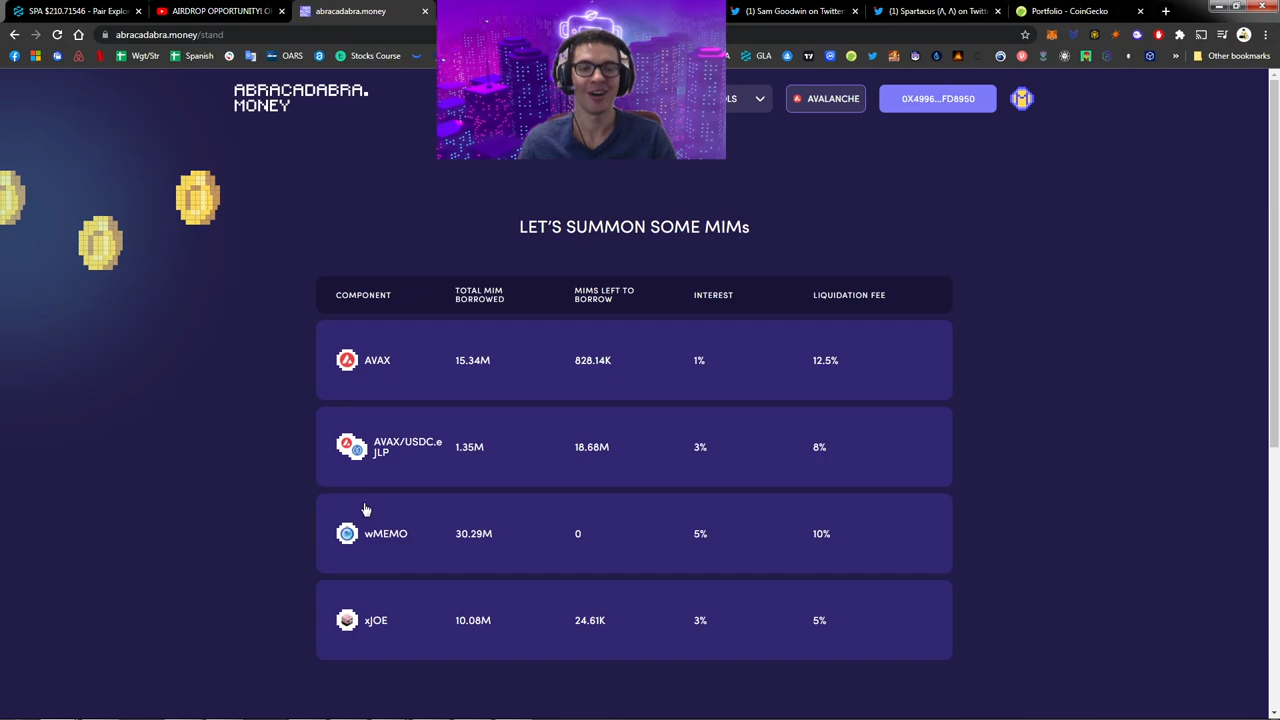 SPA $210.71546 - Pair Explo
AIRDROP OPPORTUNITY! O
abracadabra.money
(1) Sam Goodwin on Twitter:
(1) Spartacus (/\, /\) on Twitter
Portfolio - CoinGecko
abracadabra.money/stand
Wgt/Str
Spanish
OARS
Stocks Course
GLA
Other bookmarks
ABRACADABRA.
MONEY
OLS
AVALANCHE
0X4996...FD8950
LET'S SUMMON SOME MIMs
COMPONENT
TOTAL MIM
BORROWED
MIMS LEFT TO
BORROW
INTEREST
LIQUIDATION FEE
AVAX
15.34M
828.14K
1%
12.5%
AVAX/USDC.e
JLP
1.35M
18.68M
3%
8%
wMEMO
30.29M
0
5%
10%
xJOE
10.08M
24.61K
3%
5%